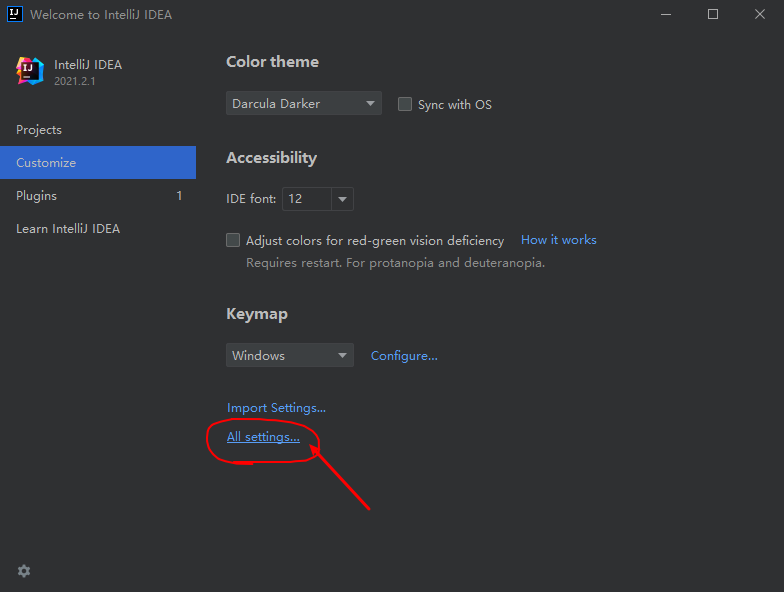 Welcome to IntelliJ IDEA
IntelliJ IDEA
2021.2.1
Projects
Customize
Plugins 1
Learn IntelliJ IDEA
Color theme
Darcula Darker Sync with OS
Accessibility
IDE font: 12
Adjust colors for red-green vision deficiency How it works
Requires restart. For protanopia and deuteranopia.
Keymap
Windows Configure...
Import Settings...
All settings...